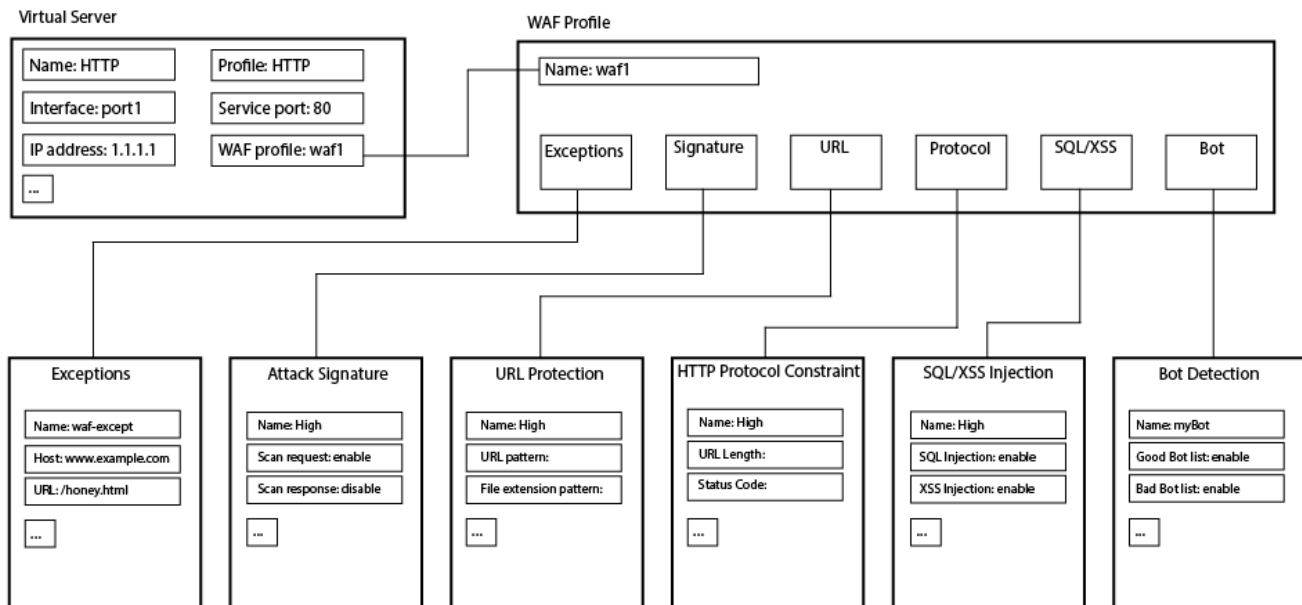 Virtual Server
Name: HTTP
Profile: HTTP
Interface: port1
Service port: 80
IP address: 1.1.1.1
WAF profile: waf1
...
WAF Profile
Name: waf1
Exceptions
Signature
URL
Protocol
SQL/XSS
Bot
Exceptions
Name: waf-except
Host: www.example.com
URL: /honey.html
...
Attack Signature
Name: High
Scan request: enable
Scan response: disable
...
URL Protection
Name: High
URL pattern:
File extension pattern:
...
HTTP Protocol Constraint
Name: High
URL Length:
Status Code:
...
SQL/XSS Injection
Name: High
SQL Injection: enable
XSS Injection: enable
...
Bot Detection
Name: myBot
Good Bot list: enable
Bad Bot list: enable
...